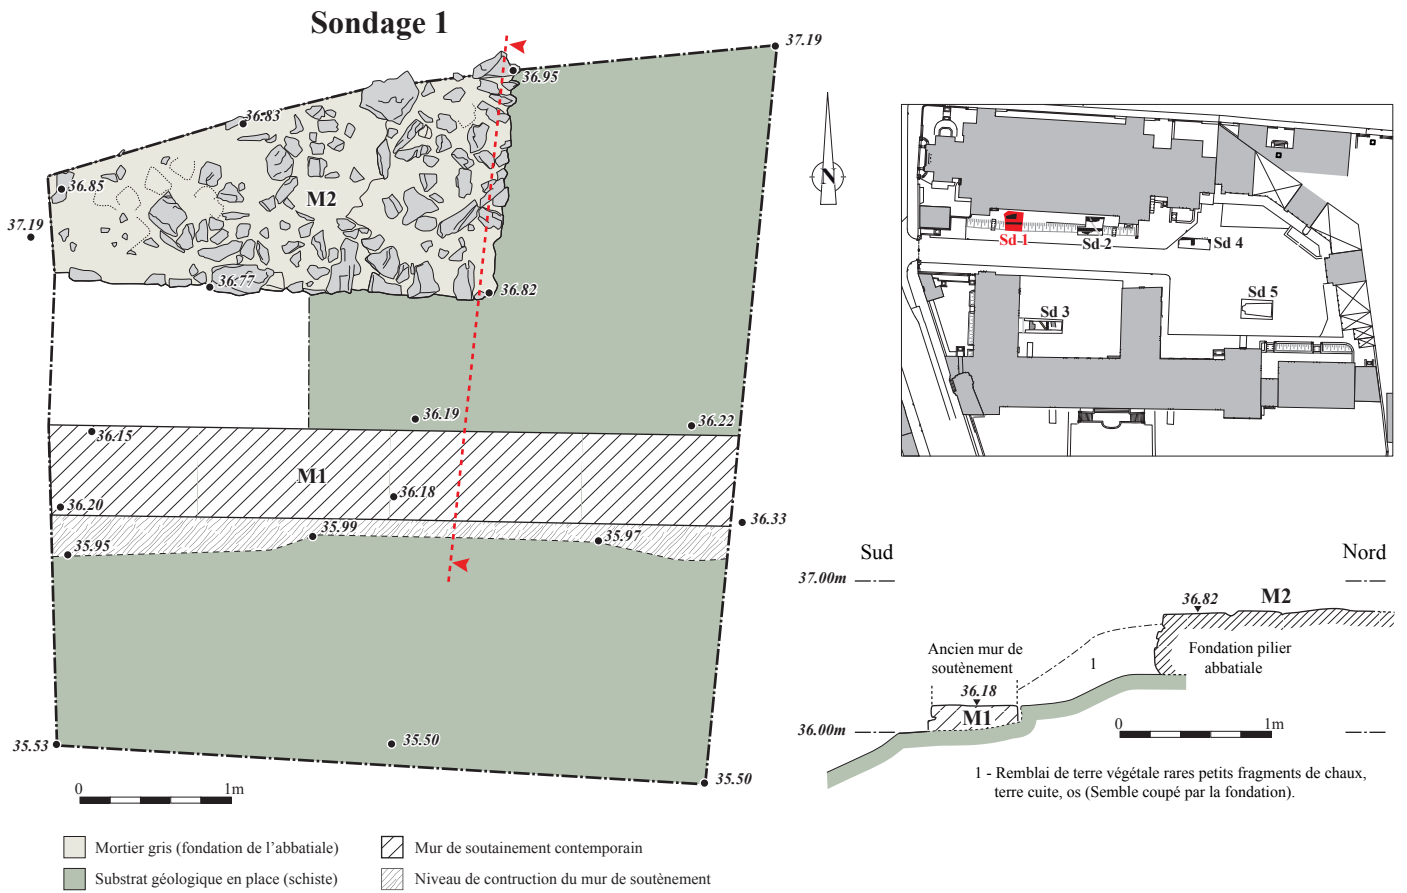 Sondage 1
37.19
36.95
36.83
36.85
M2
37.19
36.77
36.82
36.19
36.22
36.15
M1
36.18
36.20
36.33
35.99
35.97
35.95
35.53
35.50
35.50
0 1m
Mortier gris (fondation de l'abbatiale)
Substrat géologique en place (schiste)
Mur de soutainement contemporain
Niveau de contruction du mur de soutènement
N
Sd-1
Sd-2
Sd 4
Sd 5
Sd 3
Sud
Nord
37.00m
36.82
M2
Ancien mur de
soutènement
1
Fondation pilier
abbatiale
36.18
M1
36.00m
0 1m
1 - Remblai de terre végétale rares petits fragments de chaux,
terre cuite, os (Semble coupé par la fondation).